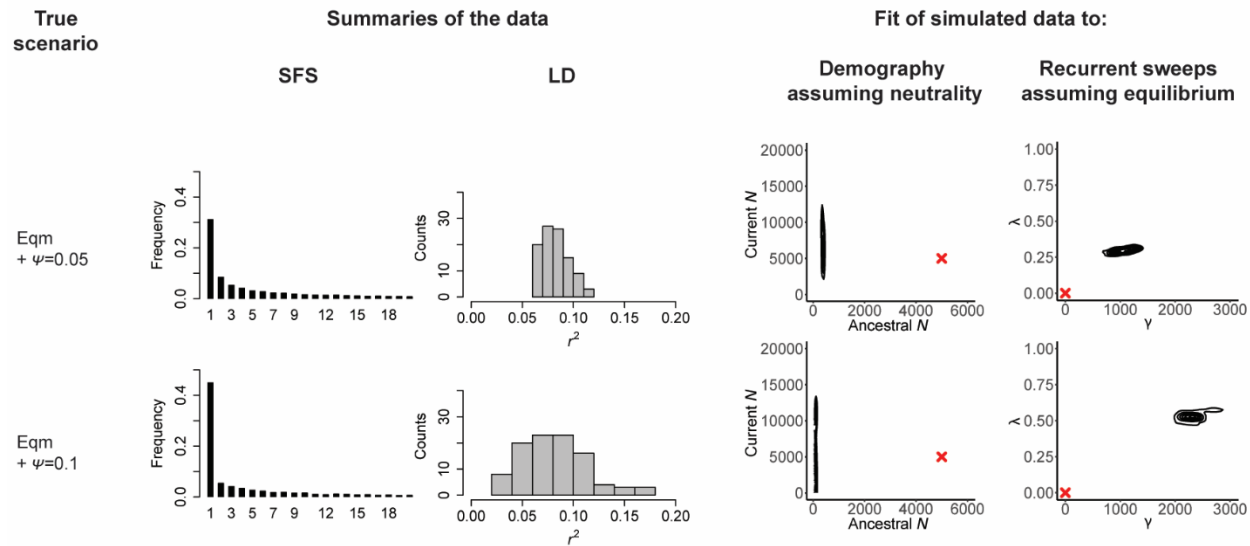 True
scenario
Summaries of the data
Fit of simulated data to:
SFS
LD
Demography
assuming neutrality
Recurrent sweeps
assuming equilibrium
Eqm
+ ψ=0.05
Frequency
0.4
0.2
0.0
1 3 5 7 9 12 15 18
Counts
30
10
0
0.00 0.05 0.10 0.15 0.20
r²
Current N
20000
15000
10000
5000
0
0 2000 4000 6000
Ancestral N
λ
1.00
0.75
0.50
0.25
0.00
0 1000 2000 3000
γ
Eqm
+ ψ=0.1
Frequency
0.4
0.2
0.0
1 3 5 7 9 12 15 18
Counts
30
10
0
0.00 0.05 0.10 0.15 0.20
r²
Current N
20000
15000
10000
5000
0
0 2000 4000 6000
Ancestral N
λ
1.00
0.75
0.50
0.25
0.00
0 1000 2000 3000
γ